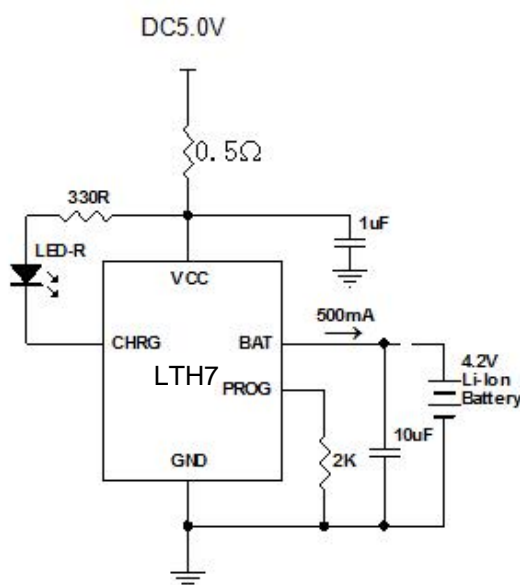 DC5.0V
0.5Ω
330R
1uF
LED-R
VCC
500mA
CHRG
BAT
4.2V
Li-Ion
Battery
LTH7
PROG
10uF
2K
GND